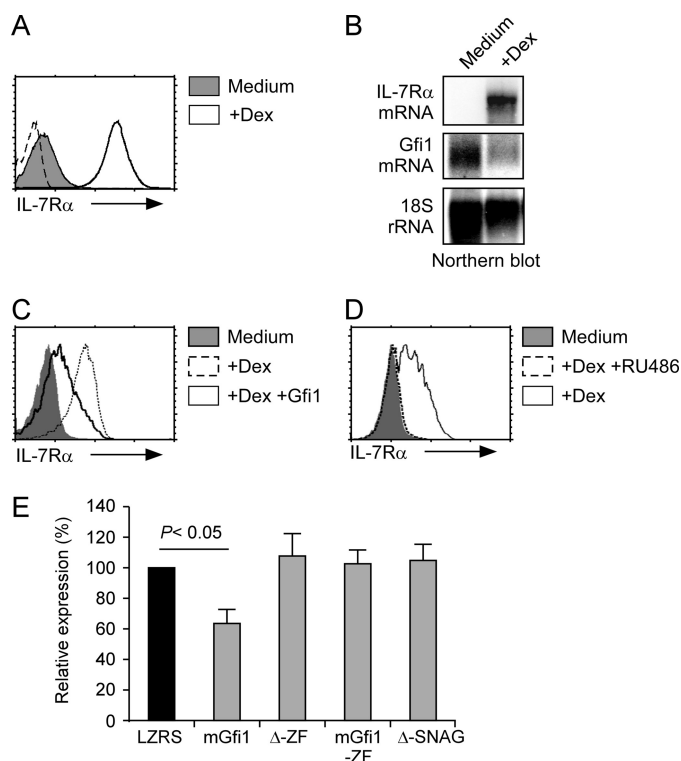 A
Medium
+Dex
IL-7Rα
B
Medium
+Dex
IL-7Rα
mRNA
Gfi1
mRNA
18S
rRNA
Northern blot
C
Medium
+Dex
+Dex +Gfi1
IL-7Rα
D
Medium
+Dex +RU486
+Dex
IL-7Rα
E
Relative expression (%)
140
120
100
80
60
40
20
0
P< 0.05
LZRS mGfi1 Δ-ZF mGfi1 Δ-SNAG
-ZF